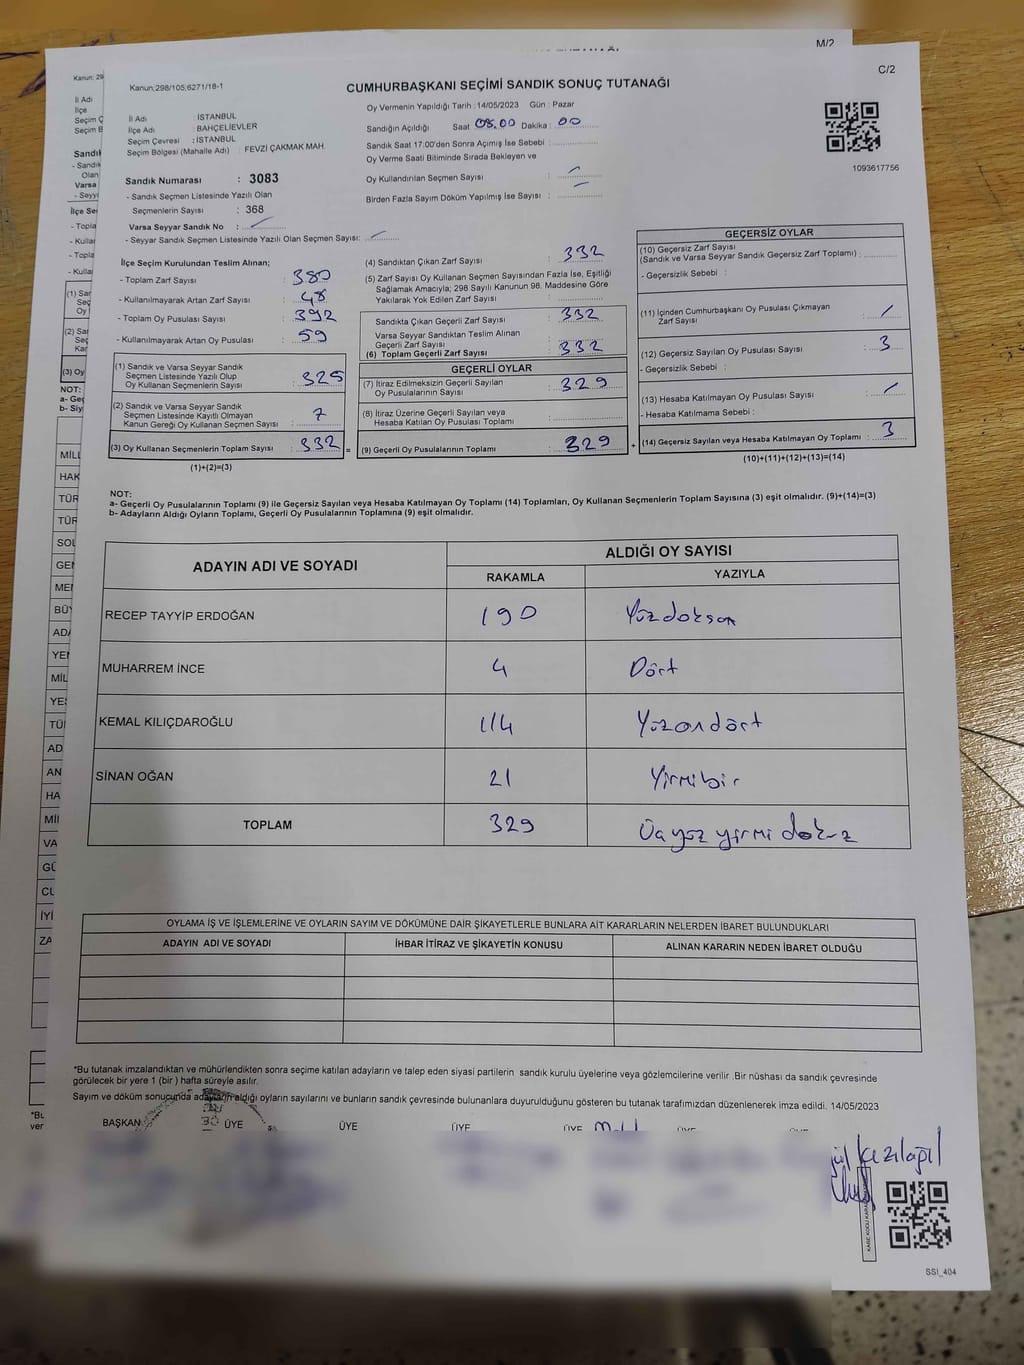 M/2
C/2
Kanun: 29
Kanun;298/105,6271/18-1
CUMHURBAŞKANI SEÇİMİ SANDIK SONUÇ TUTANAĞI
İl Adı : İSTANBUL
İlçe Adı : BAHÇELİEVLER
Seçim Çevresi : İSTANBUL
Seçim Bölgesi (Mahalle Adı) : FEVZİ ÇAKMAK MAH.
Oy Vermenin Yapıldığı Tarih : 14/05/2023 Gün : Pazar
Sandığın Açıldığı Saat 08.00 Dakika : 00
Sandık Saat 17:00'den Sonra Açımış İse Sebebi :
Oy Verme Saati Bitiminde Sırada Bekleyen ve
Oy Kullandırılan Seçmen Sayısı :
Birden Fazla Sayım Döküm Yapılmış İse Sayısı :
1093617756
Sandık Numarası : 3083
- Sandık Seçmen Listesinde Yazılı Olan
Seçmenlerin Sayısı : 368
Varsa Seyyar Sandık No :
- Seyyar Sandık Seçmen Listesinde Yazılı Olan Seçmen Sayısı:
İlçe Seçim Kurulundan Teslim Alınan;
- Toplam Zarf Sayısı : 380
- Kullanılmayarak Artan Zarf Sayısı : 48
- Toplam Oy Pusulası Sayısı : 392
- Kullanılmayarak Artan Oy Pusulası : 59
(1) Sandık ve Varsa Seyyar Sandık
Seçmen Listesinde Yazılı Olup
Oy Kullanan Seçmenlerin Sayısı : 325
(2) Sandık ve Varsa Seyyar Sandık
Seçmen Listesinde Kayıtlı Olmayan
Kanun Gereği Oy Kullanan Seçmen Sayısı : 7
(3) Oy Kullanan Seçmenlerin Toplam Sayısı : 332
(1)+(2)=(3)
(4) Sandıktan Çıkan Zarf Sayısı : 332
(5) Zarf Sayısı Oy Kullanan Seçmen Sayısından Fazla İse, Eşitliği
Sağlamak Amacıyla; 298 Sayılı Kanunun 98. Maddesine Göre
Yakılarak Yok Edilen Zarf Sayısı :
Sandıkta Çıkan Geçerli Zarf Sayısı : 332
Varsa Seyyar Sandıktan Teslim Alınan
Geçerli Zarf Sayısı
(6) Toplam Geçerli Zarf Sayısı : 332
GEÇERLİ OYLAR
(7) İtiraz Edilmeksizin Geçerli Sayılan
Oy Pusulalarının Sayısı : 329
(8) İtiraz Üzerine Geçerli Sayılan veya
Hesaba Katılan Oy Pusulası Toplamı :
= (9) Geçerli Oy Pusulalarının Toplamı : 329
GEÇERSİZ OYLAR
(10) Geçersiz Zarf Sayısı
(Sandık ve Varsa Seyyar Sandık Geçersiz Zarf Toplamı) :
- Geçersizlik Sebebi :
(11) İçinden Cumhurbaşkanı Oy Pusulası Çıkmayan
Zarf Sayısı : /
(12) Geçersiz Sayılan Oy Pusulası Sayısı : 3
- Geçersizlik Sebebi :
(13) Hesaba Katılmayan Oy Pusulası Sayısı : /
- Hesaba Katılmama Sebebi :
+ (14) Geçersiz Sayılan veya Hesaba Katılmayan Oy Toplamı : 3
(10)+(11)+(12)+(13)=(14)
NOT:
a- Geçerli Oy Pusulalarının Toplamı (9) ile Geçersiz Sayılan veya Hesaba Katılmayan Oy Toplamı (14) Toplamları, Oy Kullanan Seçmenlerin Toplam Sayısına (3) eşit olmalıdır. (9)+(14)=(3)
b- Adayların Aldığı Oyların Toplamı, Geçerli Oy Pusulalarının Toplamına (9) eşit olmalıdır.
ADAYIN ADI VE SOYADI ALDIĞI OY SAYISI
RAKAMLA YAZIYLA
RECEP TAYYİP ERDOĞAN 190 Yüzdoksan
MUHARREM İNCE 4 Dört
KEMAL KILIÇDAROĞLU 114 Yüzondört
SİNAN OĞAN 21 Yirmibir
TOPLAM 329 Üçyüz yirmi dokuz
OYLAMA İŞ VE İŞLEMLERİNE VE OYLARIN SAYIM VE DÖKÜMÜNE DAİR ŞİKAYETLERLE BUNLARA AİT KARARLARIN NELERDEN İBARET BULUNDUKLARI
ADAYIN ADI VE SOYADI İHBAR İTİRAZ VE ŞİKAYETİN KONUSU ALINAN KARARIN NEDEN İBARET OLDUĞU
*Bu tutanak imzalandıktan ve mühürlendikten sonra seçime katılan adayların ve talep eden siyasi partilerin sandık kurulu üyelerine veya gözlemcilerine verilir .Bir nüshası da sandık çevresinde
görülecek bir yere 1 (bir ) hafta süreyle asılır.
Sayım ve döküm sonucunda adayların aldığı oyların sayılarını ve bunların sandık çevresinde bulunanlara duyurulduğunu gösteren bu tutanak tarafımızdan düzenlenerek imza edildi. 14/05/2023
BAŞKAN ÜYE ÜYE ÜYE ÜYE
Kızılagil
SSI_404